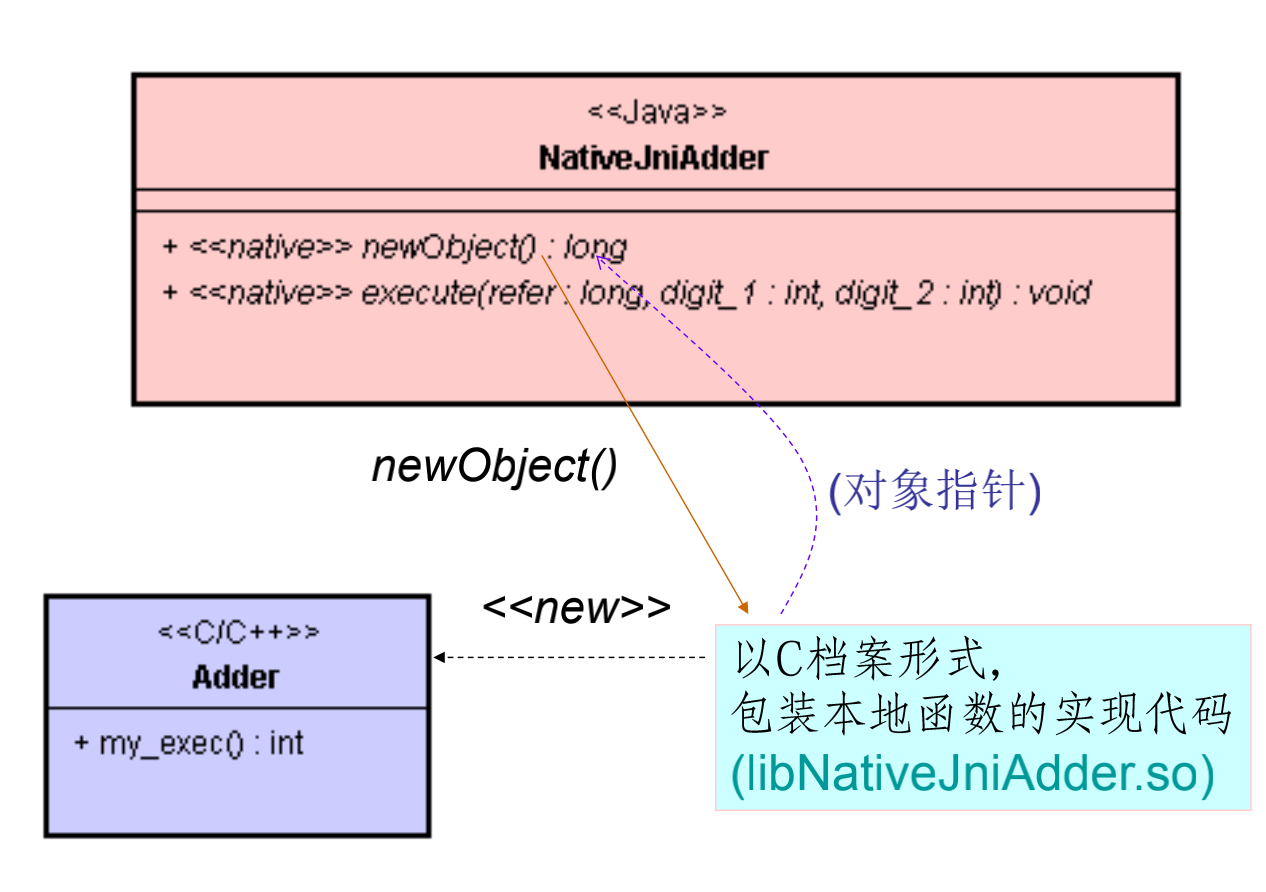 <<Java>>
NativeJniAdder
+ <<native>> newObject() : long
+ <<native>> execute(refer : long, digit_1 : int, digit_2 : int) : void
newObject()
(对象指针)
<<new>>
<<C/C++>>
Adder
+ my_exec() : int
以C档案形式,
包装本地函数的实现代码
(libNativeJniAdder.so)